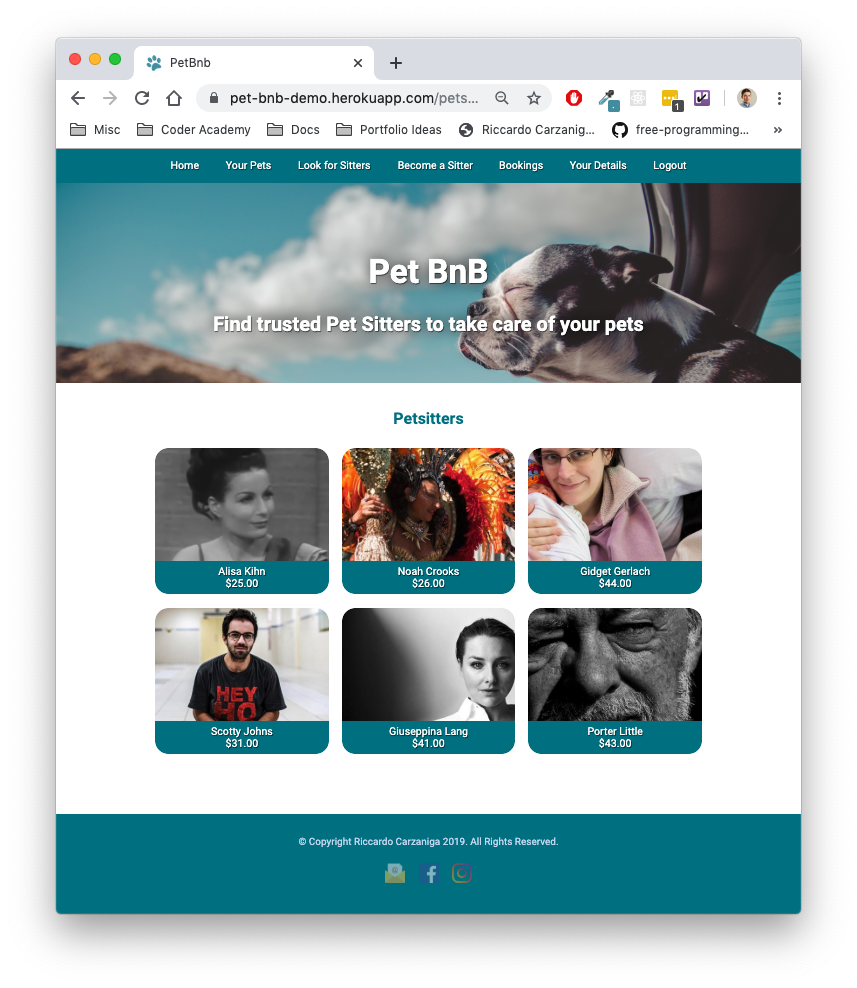 PetBnb
pet-bnb-demo.herokuapp.com/pets...
1
Misc
Coder Academy
Docs
Portfolio Ideas
Riccardo Carzanig...
free-programming...
»
Home
Your Pets
Look for Sitters
Become a Sitter
Bookings
Your Details
Logout
Pet BnB
Find trusted Pet Sitters to take care of your pets
Petsitters
Alisa Kihn
$25.00
Noah Crooks
$26.00
Gidget Gerlach
$44.00
HEY
HO
Scotty Johns
$31.00
Giuseppina Lang
$41.00
Porter Little
$43.00
© Copyright Riccardo Carzaniga 2019. All Rights Reserved.